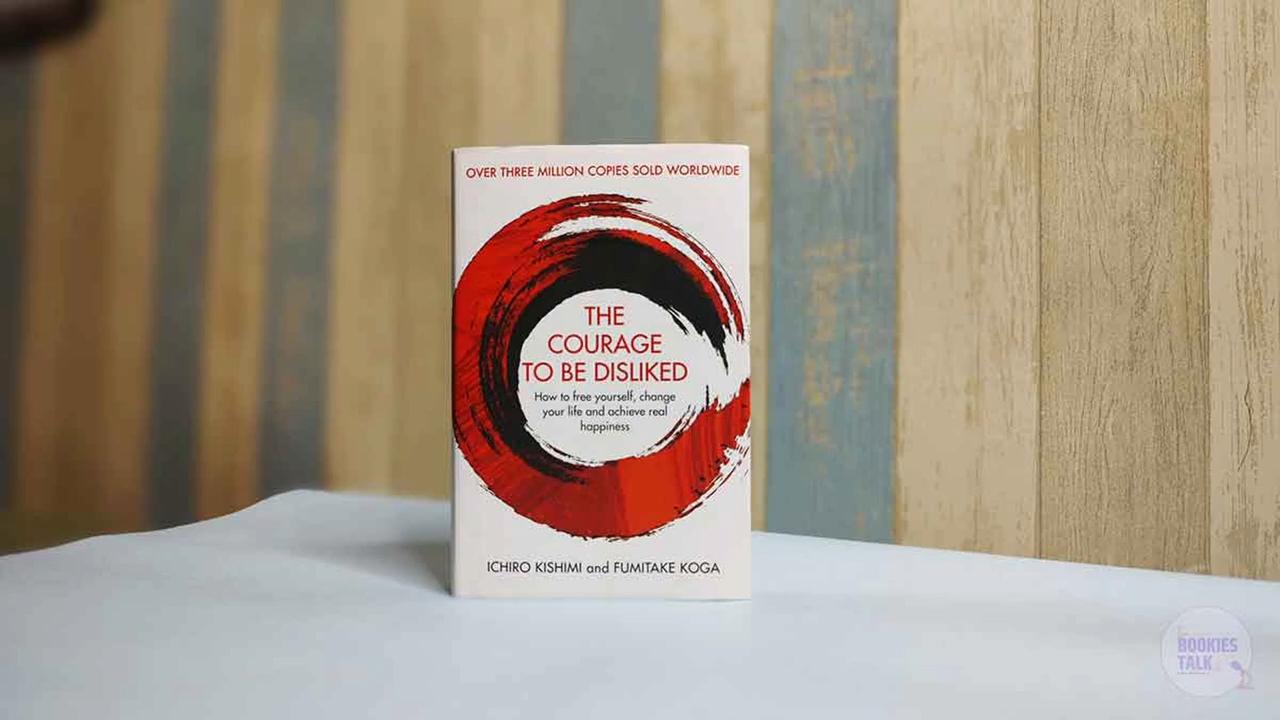 OVER THREE MILLION COPIES SOLD WORLDWIDE
THE
COURAGE
TO BE DISLIKED
How to free yourself, change
your life and achieve real
happiness
ICHIRO KISHIMI and FUMITAKE KOGA
BOOKIES
TALK